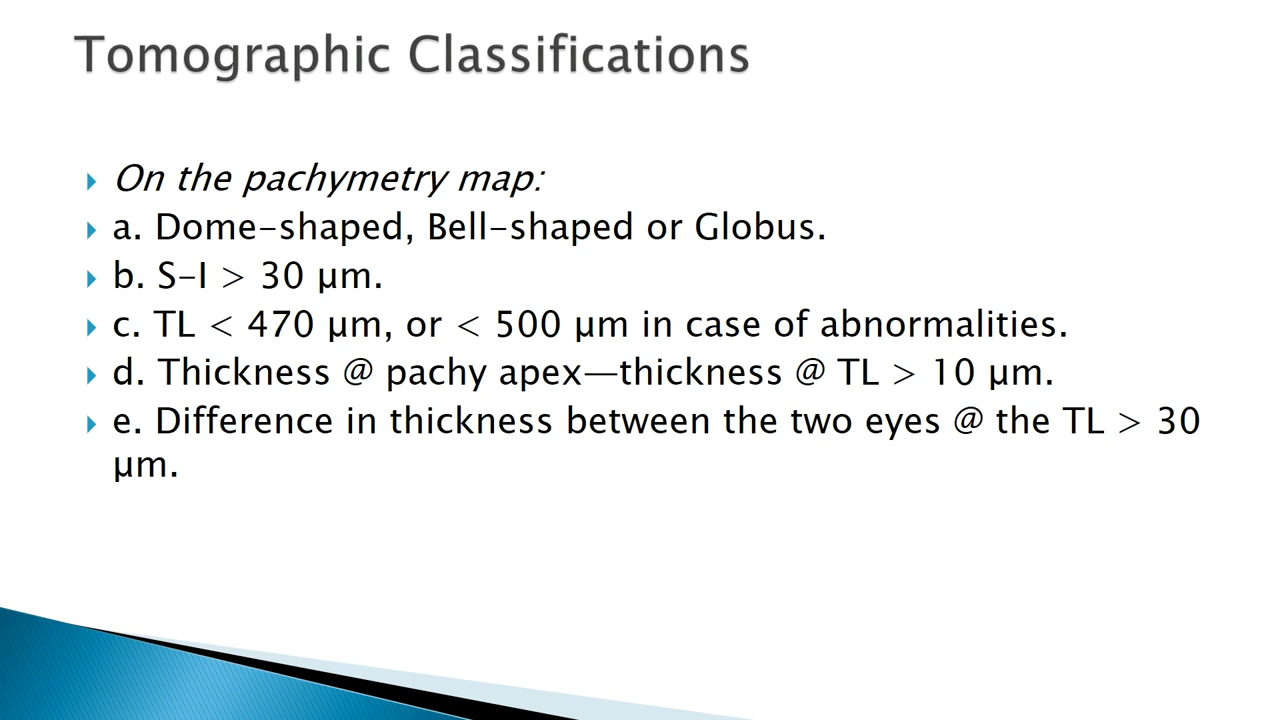 Tomographic Classifications
On the pachymetry map:
a. Dome-shaped, Bell-shaped or Globus.
b. S-I > 30 µm.
c. TL < 470 µm, or < 500 µm in case of abnormalities.
d. Thickness @ pachy apex—thickness @ TL > 10 µm.
e. Difference in thickness between the two eyes @ the TL > 30
µm.